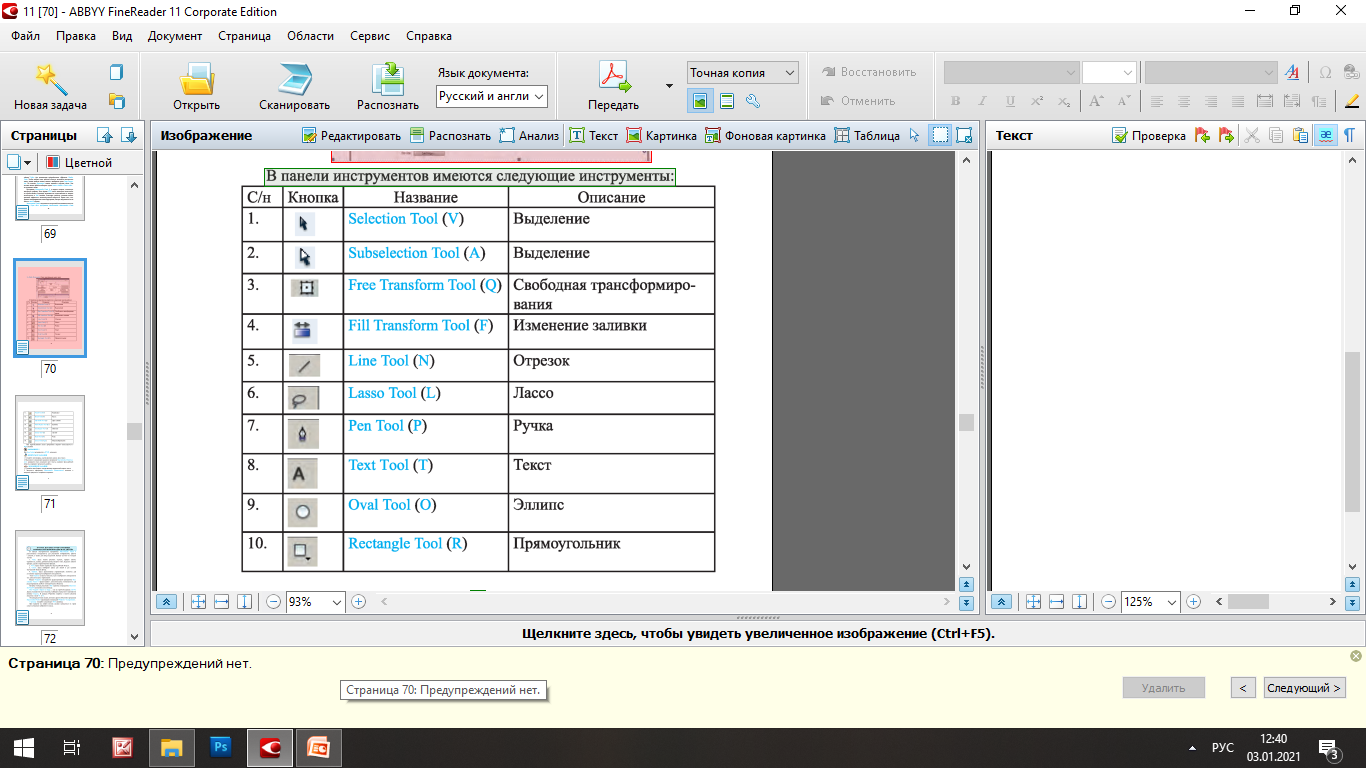 11 [70] - ABBYY FineReader 11 Corporate Edition
Файл Правка Вид Документ Страница Области Сервис Справка
Новая задача Открыть Сканировать Распознать
Язык документа:
Русский и англи
Передать
Точная копия
Восстановить
Отменить
B I U x² x₂ A A
Страницы
Цветной
69
70
71
72
Изображение Редактировать Распознать Анализ Текст Картинка Фоновая картинка Таблица
Текст Проверка
В панели инструментов имеются следующие инструменты:
С/н Кнопка Название Описание
1. Selection Tool (V) Выделение
2. Subselection Tool (A) Выделение
3. Free Transform Tool (Q) Свободная трансформиро-
вания
4. Fill Transform Tool (F) Изменение заливки
5. Line Tool (N) Отрезок
6. Lasso Tool (L) Лассо
7. Pen Tool (P) Ручка
8. A Text Tool (T) Текст
9. Oval Tool (O) Эллипс
10. Rectangle Tool (R) Прямоугольник
93%
125%
Щелкните здесь, чтобы увидеть увеличенное изображение (Ctrl+F5).
Страница 70: Предупреждений нет.
Страница 70: Предупреждений нет.
Удалить < Следующий >
Ps
РУС
12:40
03.01.2021
3